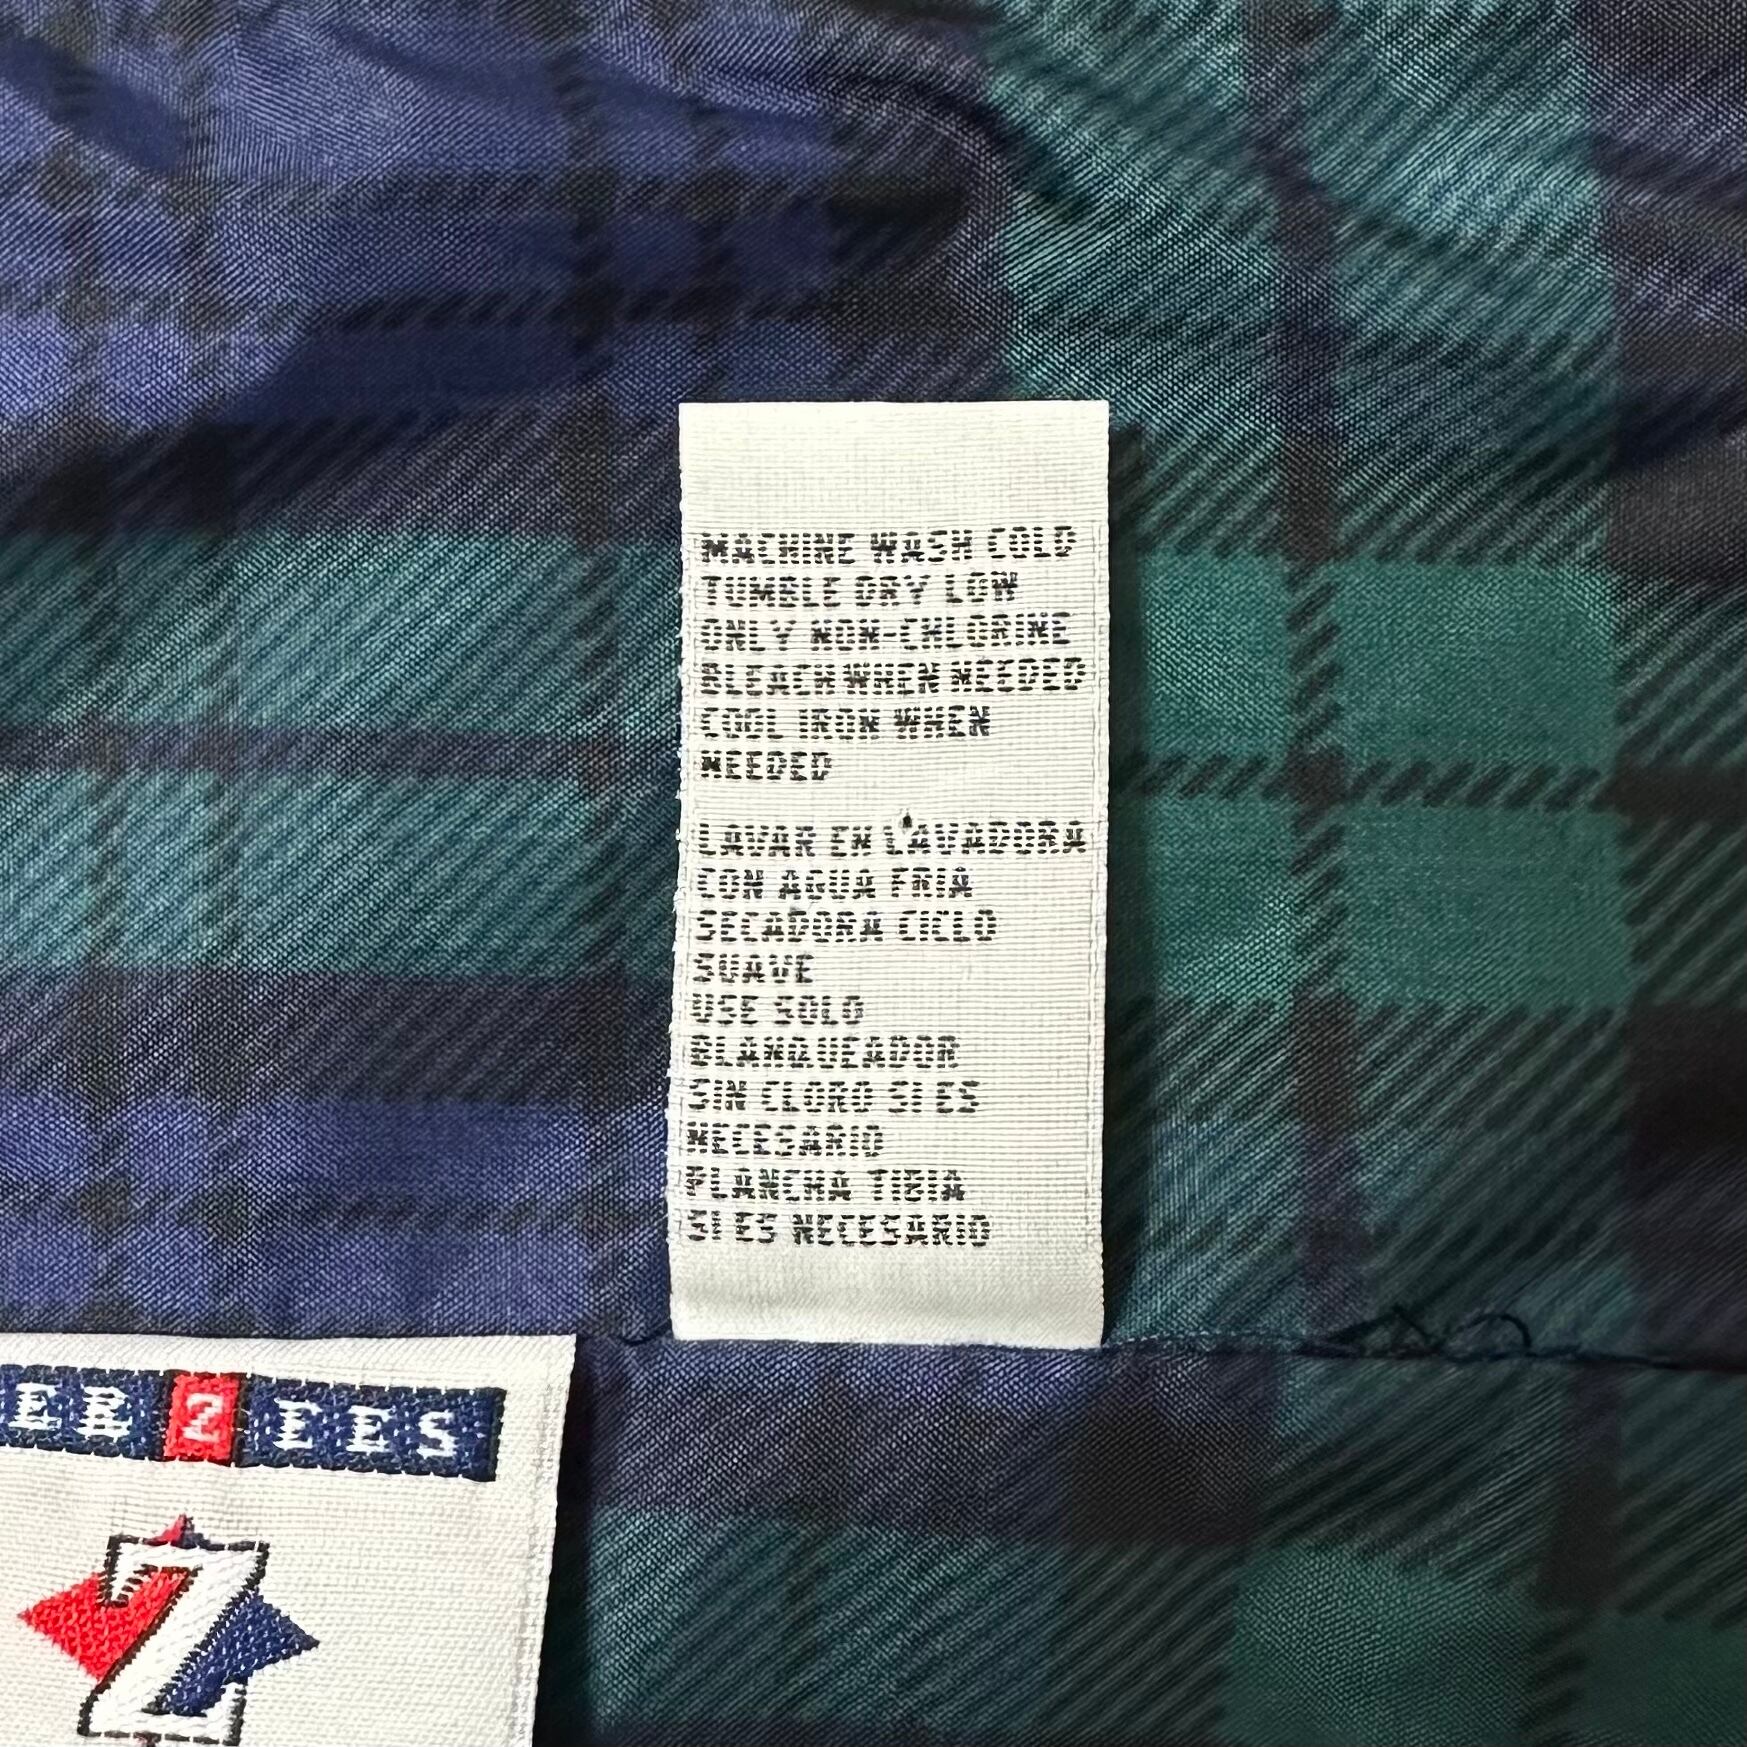 MACHINE WASH COLD
TUMBLE DRY LOW
ONLY NON-CHLORINE
BLEACH WHEN NEEDED
COOL IRON WHEN
NEEDED
LAVAR EN LAVADORA
CON AGUA FRIA
SECADORA CICLO
SUAVE
USE SOLO
BLANQUEADOR
SIN CLORO SI ES
NECESARIO
PLANCHA TIBIA
SI ES NECESARIO
EB Z EES
Z